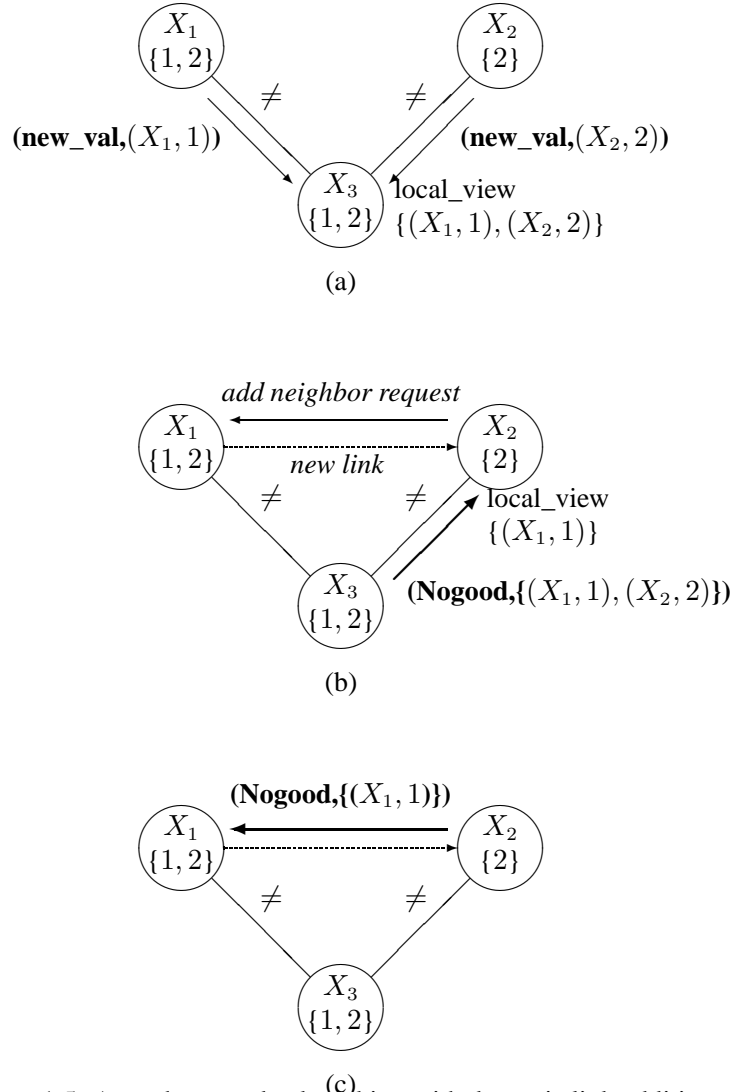 X₁
{1, 2}
X₂
{2}
≠ ≠
(new_val,(X₁, 1))
(new_val,(X₂, 2))
X₃
{1, 2}
local_view
{(X₁, 1), (X₂, 2)}
(a)
add neighbor request
X₁
{1, 2}
X₂
{2}
new link
≠ ≠
local_view
{(X₁, 1)}
X₃
{1, 2}
(Nogood,{(X₁, 1), (X₂, 2)})
(b)
(Nogood,{(X₁, 1)})
X₁
{1, 2}
X₂
{2}
≠ ≠
X₃
{1, 2}
(c)